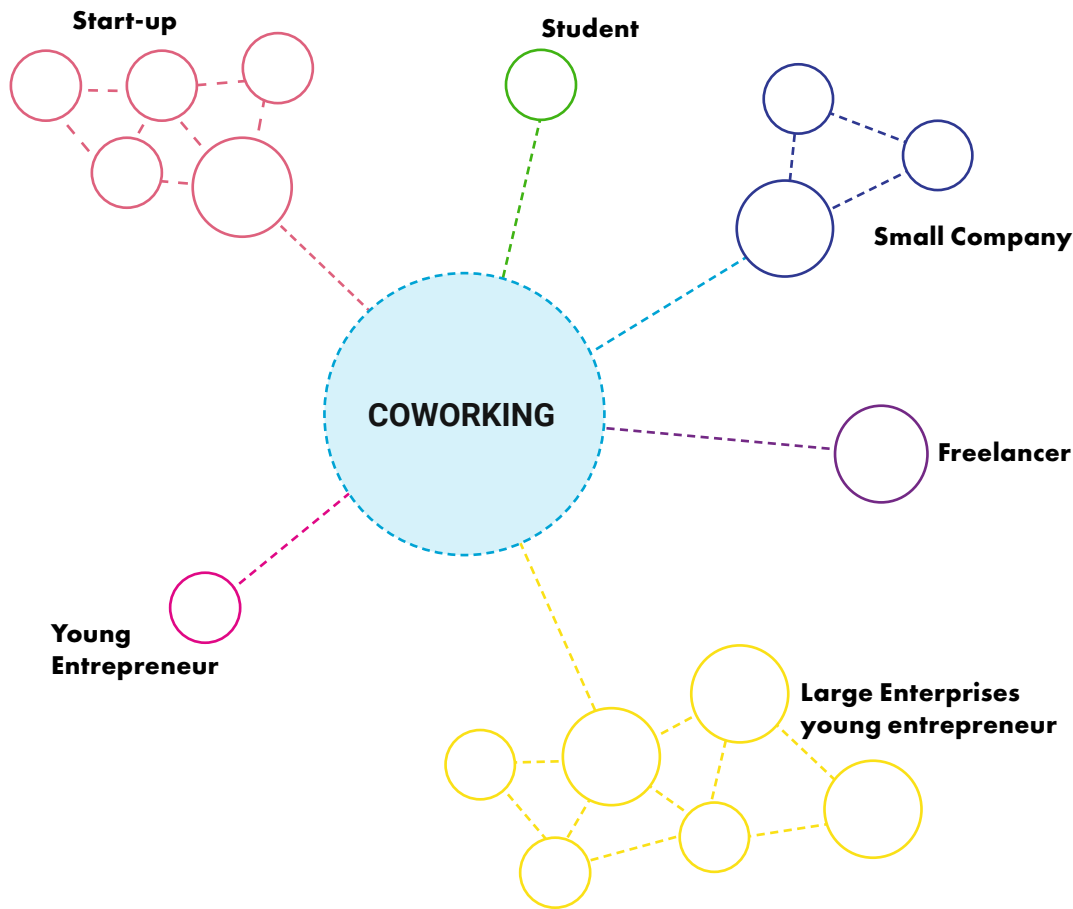 Start-up
Student
Small Company
COWORKING
Freelancer
Young
Entrepreneur
Large Enterprises
young entrepreneur